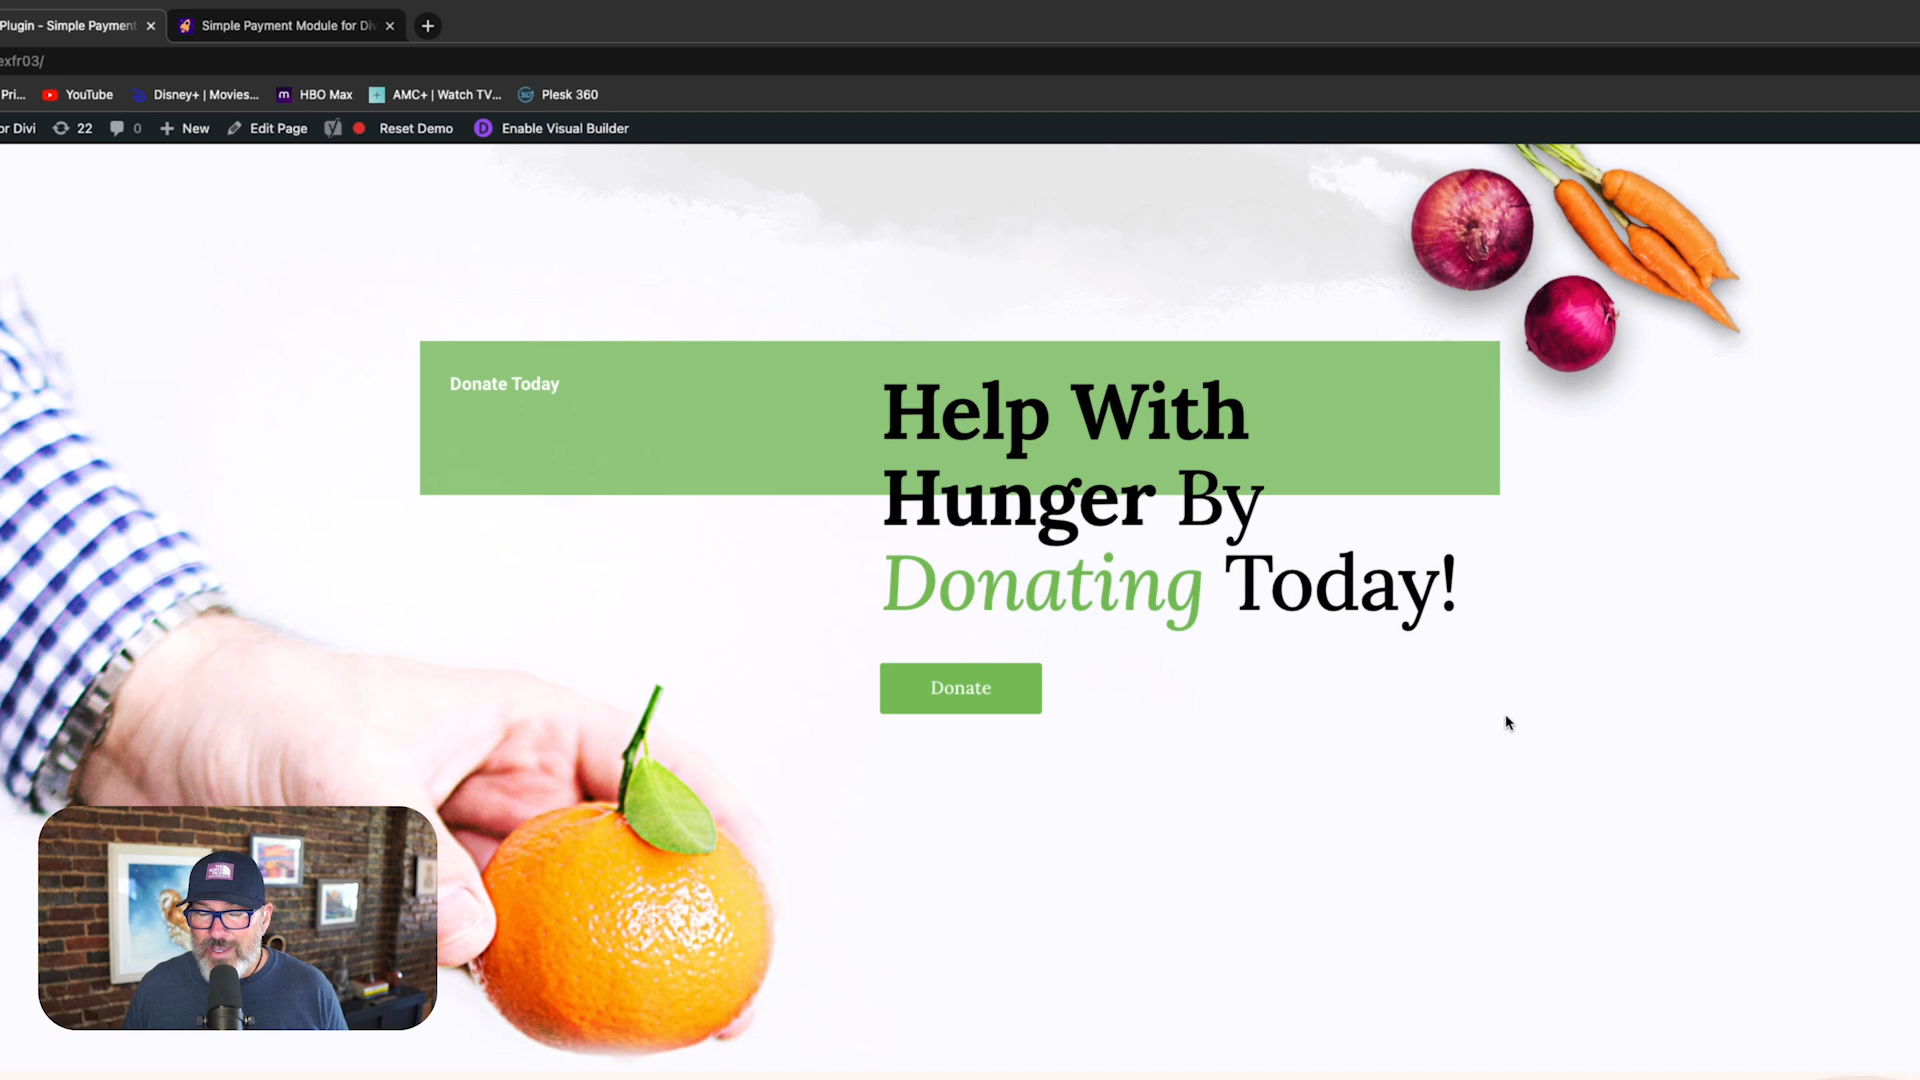 Plugin - Simple Payment
Simple Payment Module for Div
exfr03/
Pri...
YouTube
Disney+ | Movies...
HBO Max
AMC+ | Watch TV...
Plesk 360
or Divi
22
0
New
Edit Page
Reset Demo
Enable Visual Builder
Donate Today
Help With
Hunger By
Donating Today!
Donate